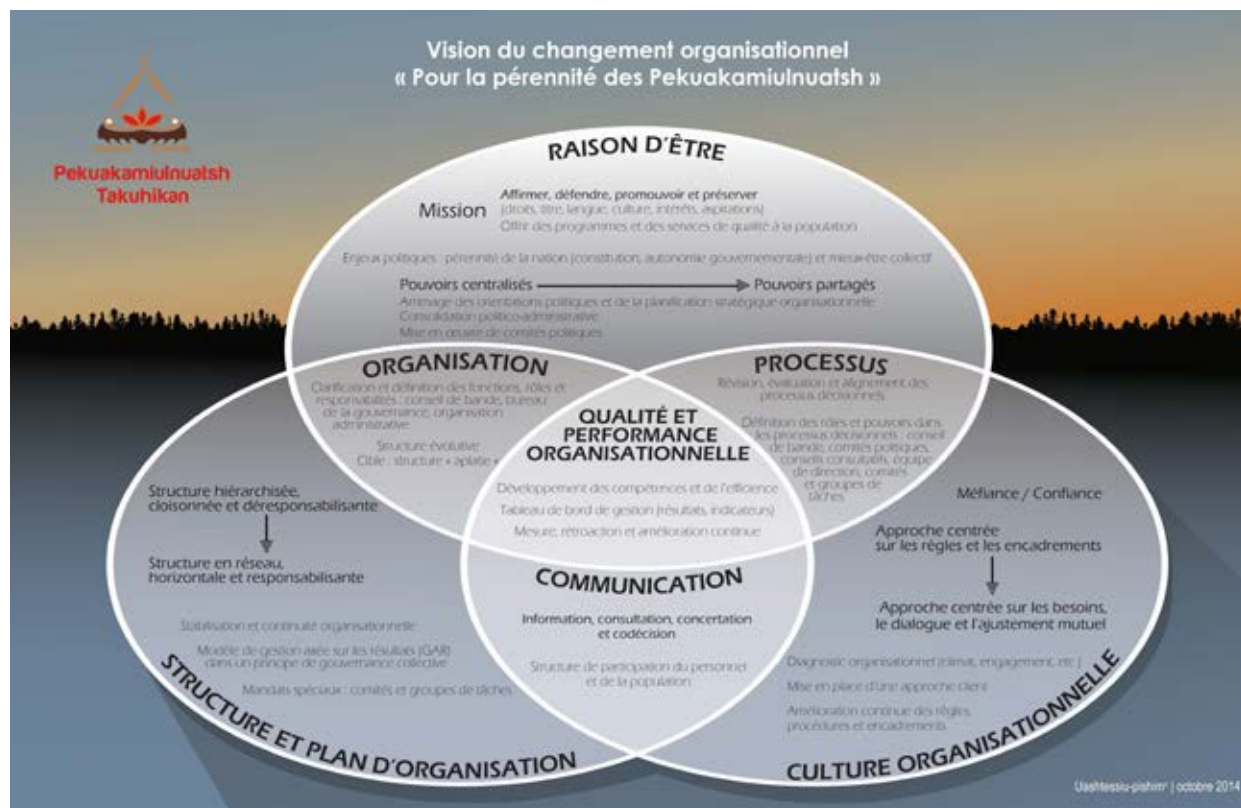 Vision du changement organisationnel
« Pour la pérennité des Pekuakamiulnuatsh »
Pekuakamiulnuatsh
Takuhikan
RAISON D'ÊTRE
Mission
Affirmer, défendre, promouvoir et préserver
(droits, titre, langue, culture, intérêts, aspirations)
Offrir des programmes et des services de qualité à la population
Enjeux politiques : pérennité de la nation (constitution, autonomie gouvernementale) et mieux-être collectif
Pouvoirs centralisés
Pouvoirs partagés
Arrimage des orientations politiques et de la planification stratégique organisationnelle
Consolidation politico-administrative
Mise en œuvre de comités politiques
ORGANISATION
Clarification et définition des fonctions, rôles et
responsabilités : conseil de bande, bureau
de la gouvernance, organisation
administrative
Structure évolutive
Cible : structure « aplatie »
PROCESSUS
Révision, évaluation et alignement des
processus décisionnels
Définition des rôles et pouvoirs dans
les processus décisionnels : conseil
de bande, comités politiques,
conseils consultatifs, équipe
de direction, comités
et groupes de
tâches
QUALITÉ ET
PERFORMANCE
ORGANISATIONNELLE
Développement des compétences et de l'efficience
Tableau de bord de gestion (résultats, indicateurs)
Mesure, rétroaction et amélioration continue
Structure hiérarchisée,
cloisonnée et déresponsabilisante
Structure en réseau,
horizontale et responsabilisante
Stabilisation et continuité organisationnelle
Modèle de gestion axée sur les résultats (GAR)
dans un principe de gouvernance collective
Mandats spéciaux : comités et groupes de tâches
STRUCTURE ET PLAN D'ORGANISATION
COMMUNICATION
Information, consultation, concertation
et codécision
Structure de participation du personnel
et de la population
Méfiance / Confiance
Approche centrée
sur les règles et les encadrements
Approche centrée sur les besoins,
le dialogue et l'ajustement mutuel
Diagnostic organisationnel (climat, engagement, etc.)
Mise en place d'une approche client
Amélioration continue des règles,
procédures et encadrements
CULTURE ORGANISATIONNELLE
Uashtessiu-pishimᵘ | octobre 2014